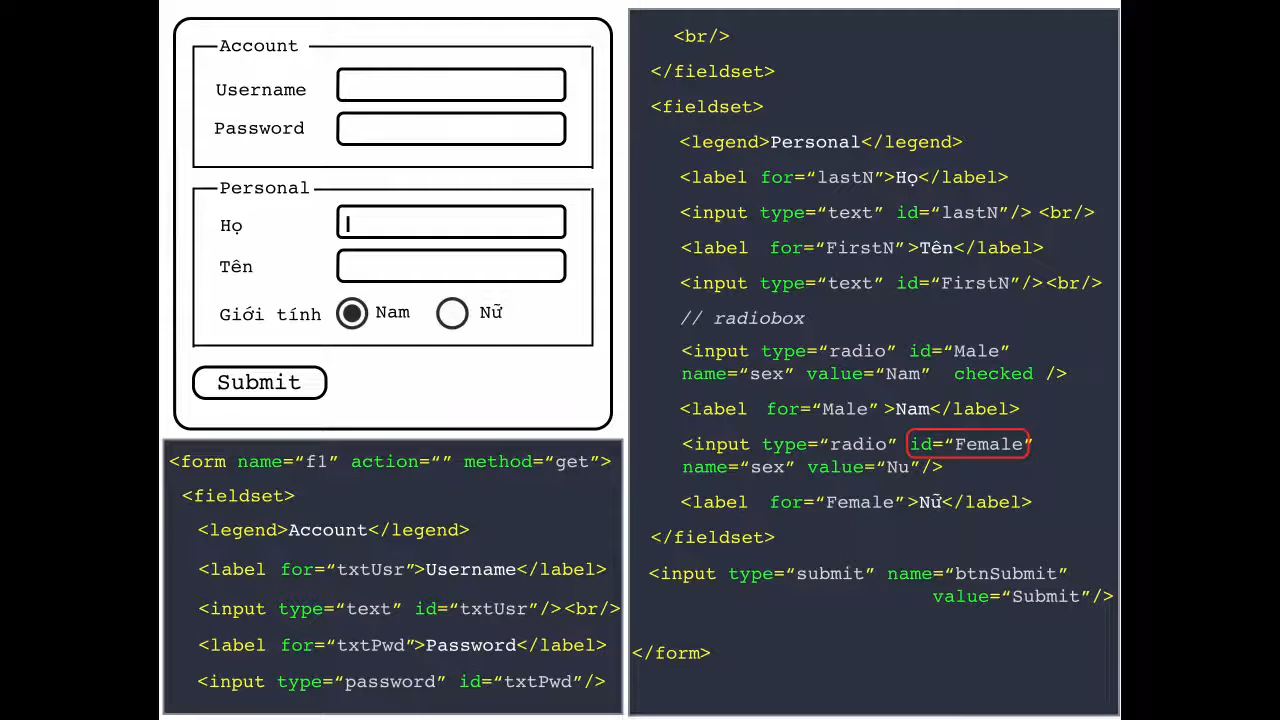 Account
Username
Password
Personal
Họ
Tên
Giới tính Nam Nữ
Submit
<form name=“f1” action=“” method=“get”>
<fieldset>
<legend>Account</legend>
<label for=“txtUsr”>Username</label>
<input type=“text” id=“txtUsr”/><br/>
<label for=“txtPwd”>Password</label>
<input type=“password” id=“txtPwd”/>
<br/>
</fieldset>
<fieldset>
<legend>Personal</legend>
<label for=“lastN”>Họ</label>
<input type=“text” id=“lastN”/> <br/>
<label for=“FirstN”>Tên</label>
<input type=“text” id=“FirstN”/><br/>
// radiobox
<input type=“radio” id=“Male”
name=“sex” value=“Nam” checked />
<label for=“Male” >Nam</label>
<input type=“radio” id=“Female”
name=“sex” value=“Nu”/>
<label for=“Female” >Nữ</label>
</fieldset>
<input type=“submit” name=“btnSubmit”
value=“Submit”/>
</form>